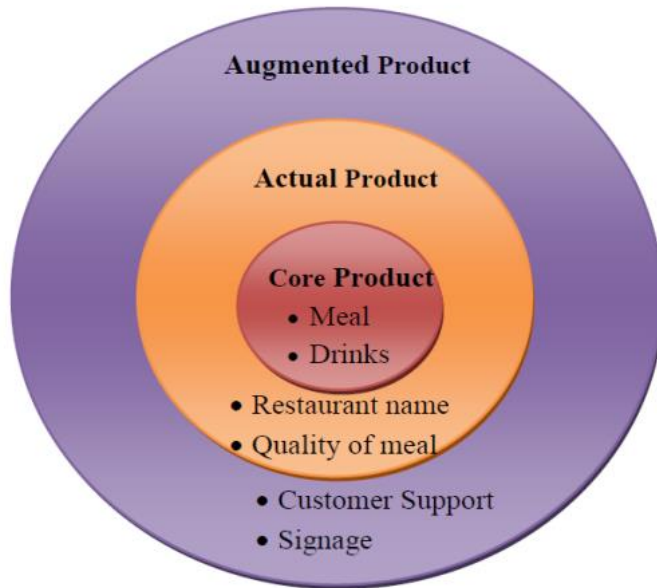 Augmented Product
Actual Product
Core Product
• Meal
• Drinks
• Restaurant name
• Quality of meal
• Customer Support
• Signage